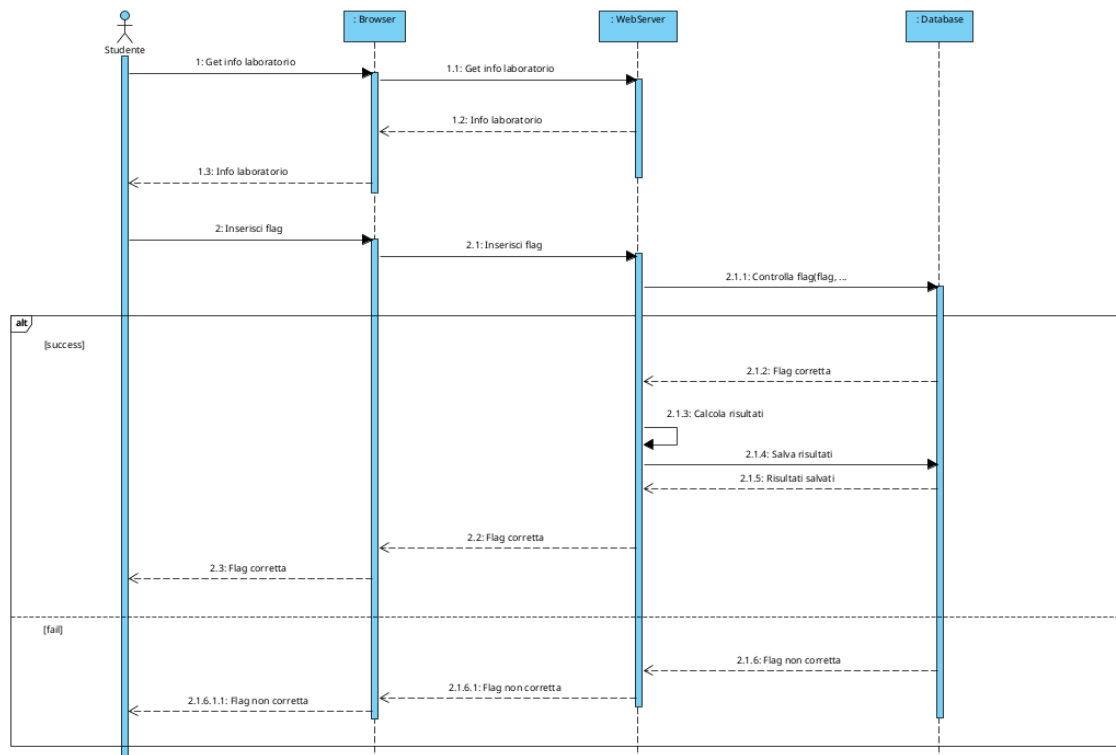 Studente
: Browser
: WebServer
: Database
1: Get info laboratorio
1.1: Get info laboratorio
1.2: Info laboratorio
1.3: Info laboratorio
2: Inserisci flag
2.1: Inserisci flag
2.1.1: Controlla flag(flag, ...
alt
[success]
2.1.2: Flag corretta
2.1.3: Calcola risultati
2.1.4: Salva risultati
2.1.5: Risultati salvati
2.2: Flag corretta
2.3: Flag corretta
[fail]
2.1.6: Flag non corretta
2.1.6.1: Flag non corretta
2.1.6.1.1: Flag non corretta